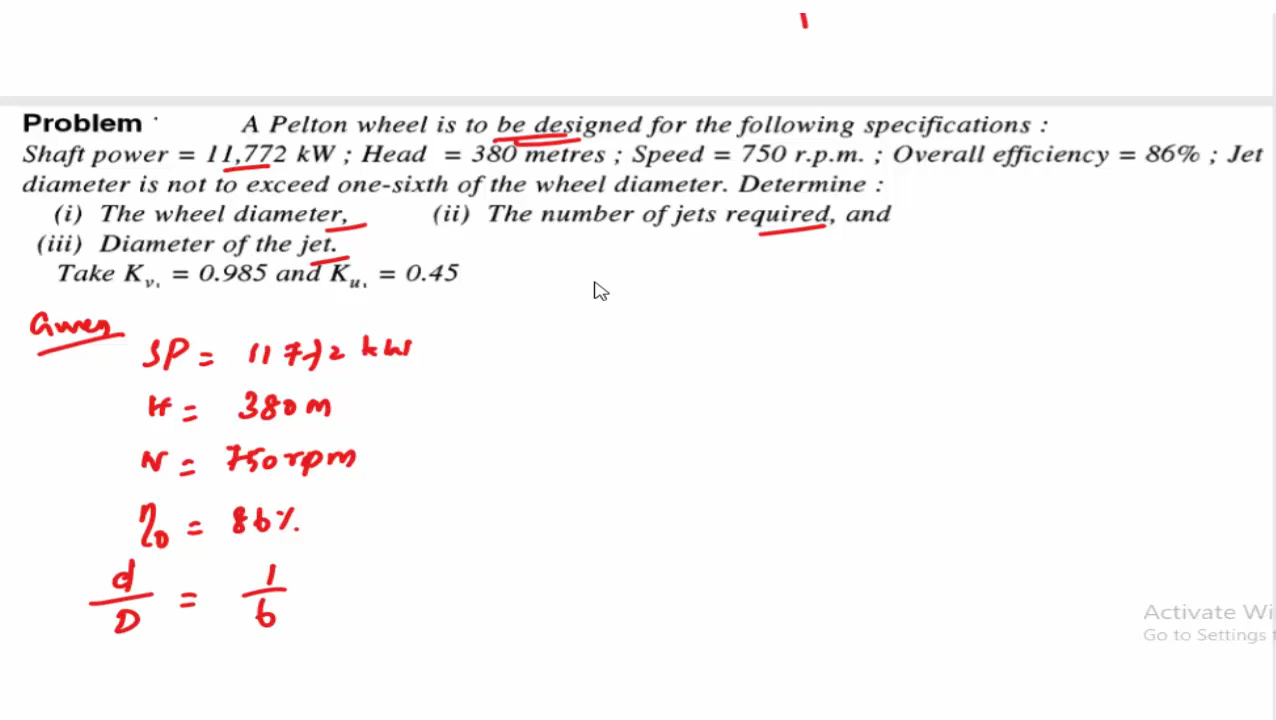 Problem A Pelton wheel is to be designed for the following specifications :
Shaft power = 11,772 kW ; Head = 380 metres ; Speed = 750 r.p.m. ; Overall efficiency = 86% ; Jet
diameter is not to exceed one-sixth of the wheel diameter. Determine :
(i) The wheel diameter, (ii) The number of jets required, and
(iii) Diameter of the jet.
Take Kv₁ = 0.985 and Ku₁ = 0.45
SP = 11772 kW
H = 380 m
N = 750 rpm
η₀ = 86%
d/D = 1/6
Activate Wi
Go to Settings t